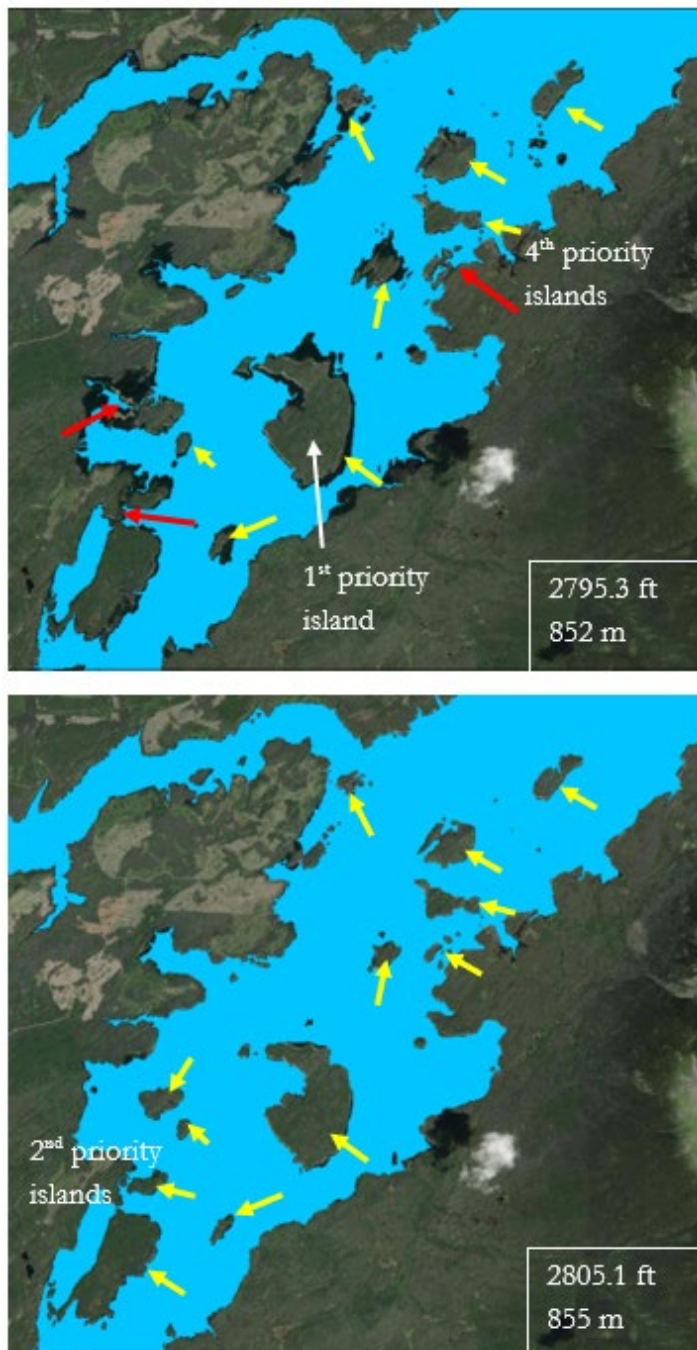 4th priority
islands
1st priority
island
2795.3 ft
852 m
2nd priority
islands
2805.1 ft
855 m